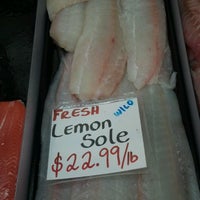 FRESH WILD
Lemon
Sole
$22.99/lb